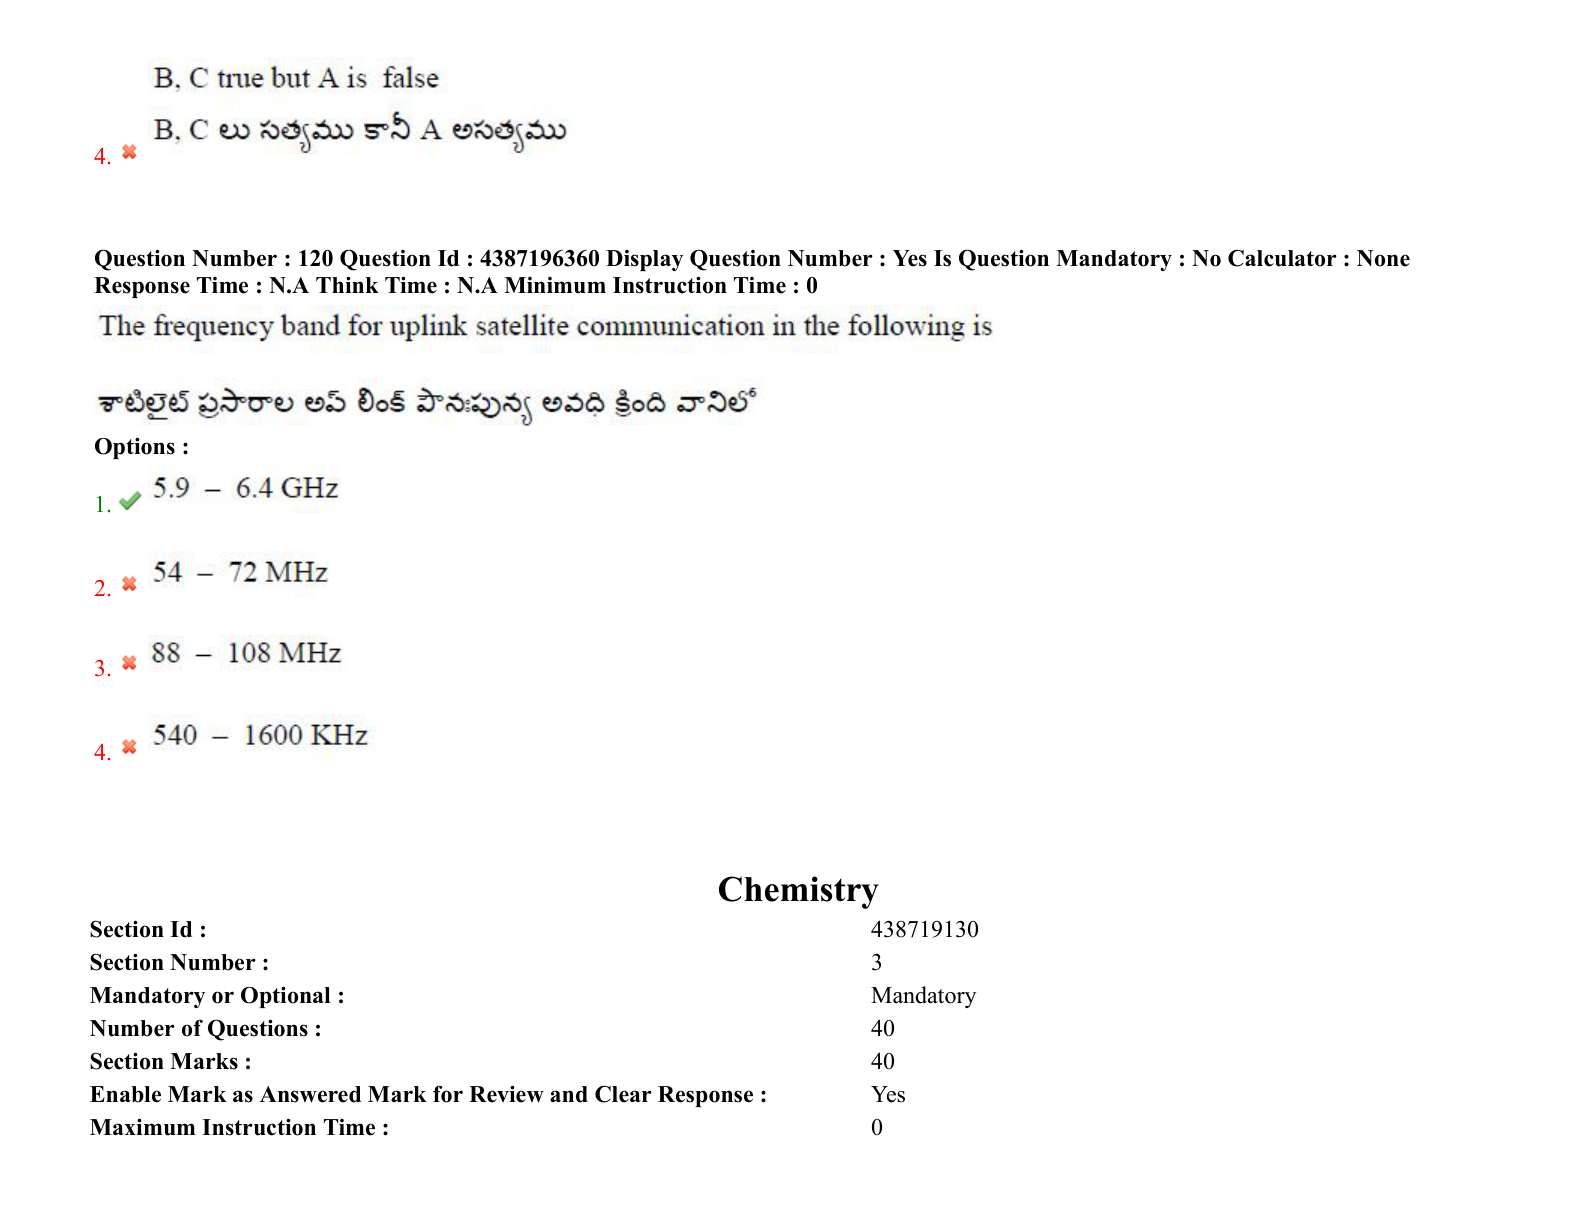 B, C true but A is false
B, C లు సత్యము కానీ A అసత్యము
4.
Question Number : 120 Question Id : 4387196360 Display Question Number : Yes Is Question Mandatory : No Calculator : None
Response Time : N.A Think Time : N.A Minimum Instruction Time : 0
The frequency band for uplink satellite communication in the following is
శాటిలైట్ ప్రసారాల అప్ లింక్ పౌనఃపున్య అవధి క్రింది వానిలో
Options :
1. 5.9 – 6.4 GHz
2. 54 – 72 MHz
3. 88 – 108 MHz
4. 540 – 1600 KHz
Chemistry
Section Id : 438719130
Section Number : 3
Mandatory or Optional : Mandatory
Number of Questions : 40
Section Marks : 40
Enable Mark as Answered Mark for Review and Clear Response : Yes
Maximum Instruction Time : 0